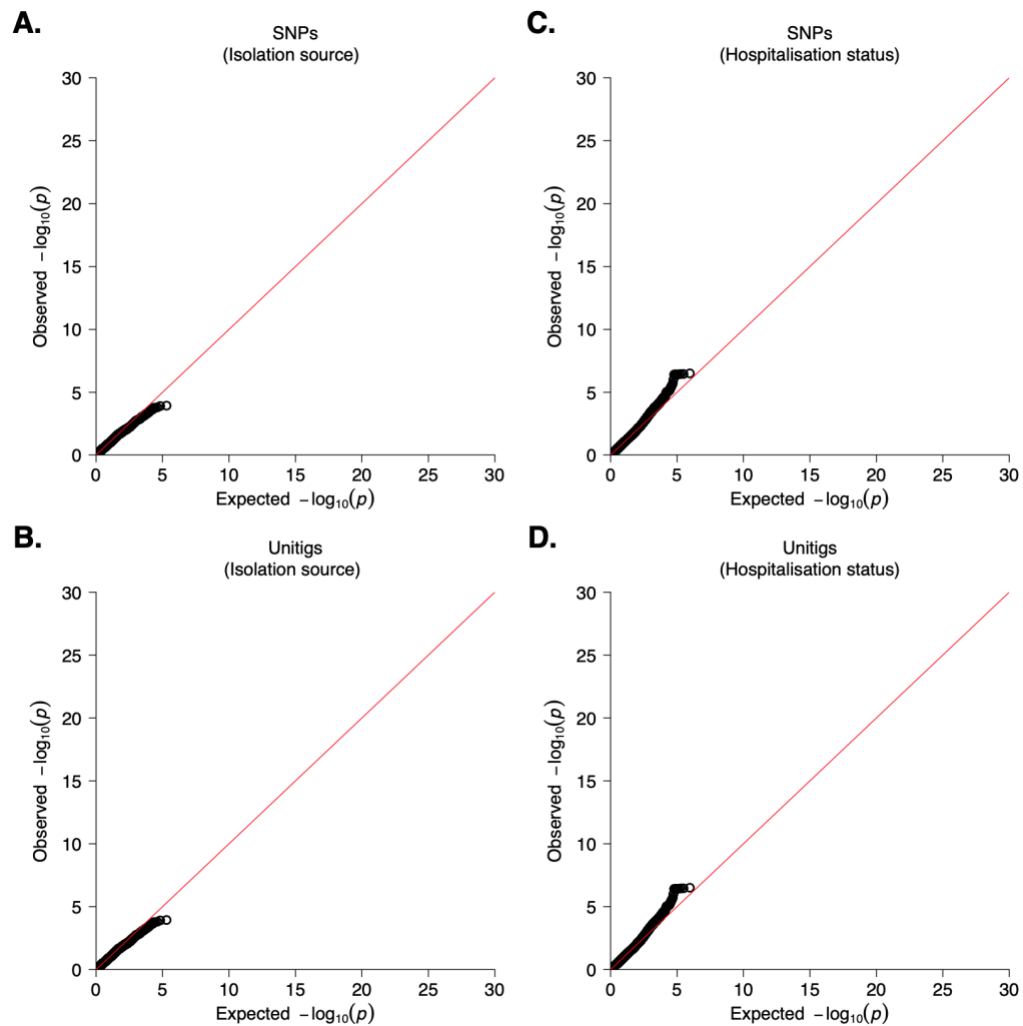 A.
SNPs
(Isolation source)
30
25
20
15
10
5
0
Observed −log10(p)
0 5 10 15 20 25 30
Expected −log10(p)
B.
Unitigs
(Isolation source)
30
25
20
15
10
5
0
Observed −log10(p)
0 5 10 15 20 25 30
Expected −log10(p)
C.
SNPs
(Hospitalisation status)
30
25
20
15
10
5
0
Observed −log10(p)
0 5 10 15 20 25 30
Expected −log10(p)
D.
Unitigs
(Hospitalisation status)
30
25
20
15
10
5
0
Observed −log10(p)
0 5 10 15 20 25 30
Expected −log10(p)